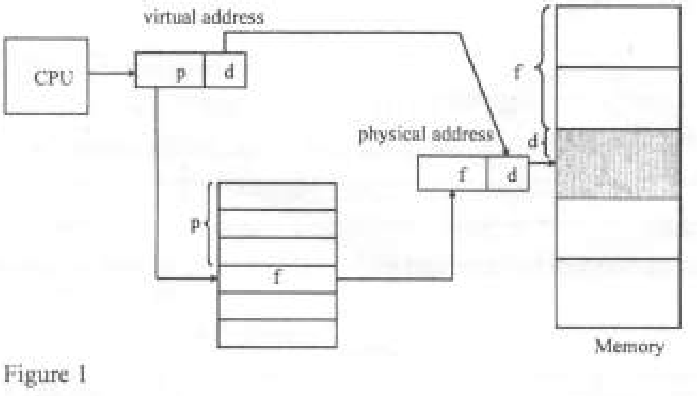 virtual address
CPU
p d
f
physical address
d
f d
p
f
Memory
Figure 1